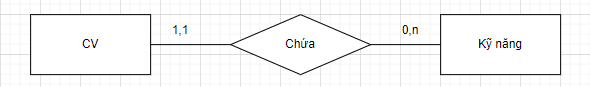 1,1
0,n
CV
Chứa
Kỹ năng